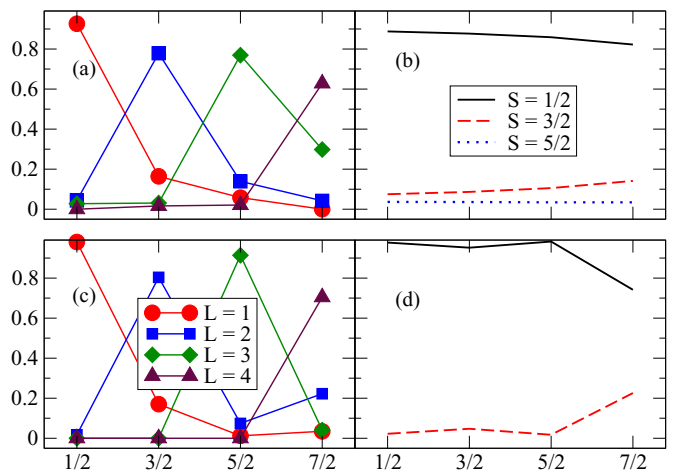 0.8
0.6
0.4
0.2
0
(a)
(b)
S = 1/2
S = 3/2
S = 5/2
0.8
0.6
0.4
0.2
0
(c)
(d)
L = 1
L = 2
L = 3
L = 4
1/2 3/2 5/2 7/2 1/2 3/2 5/2 7/2